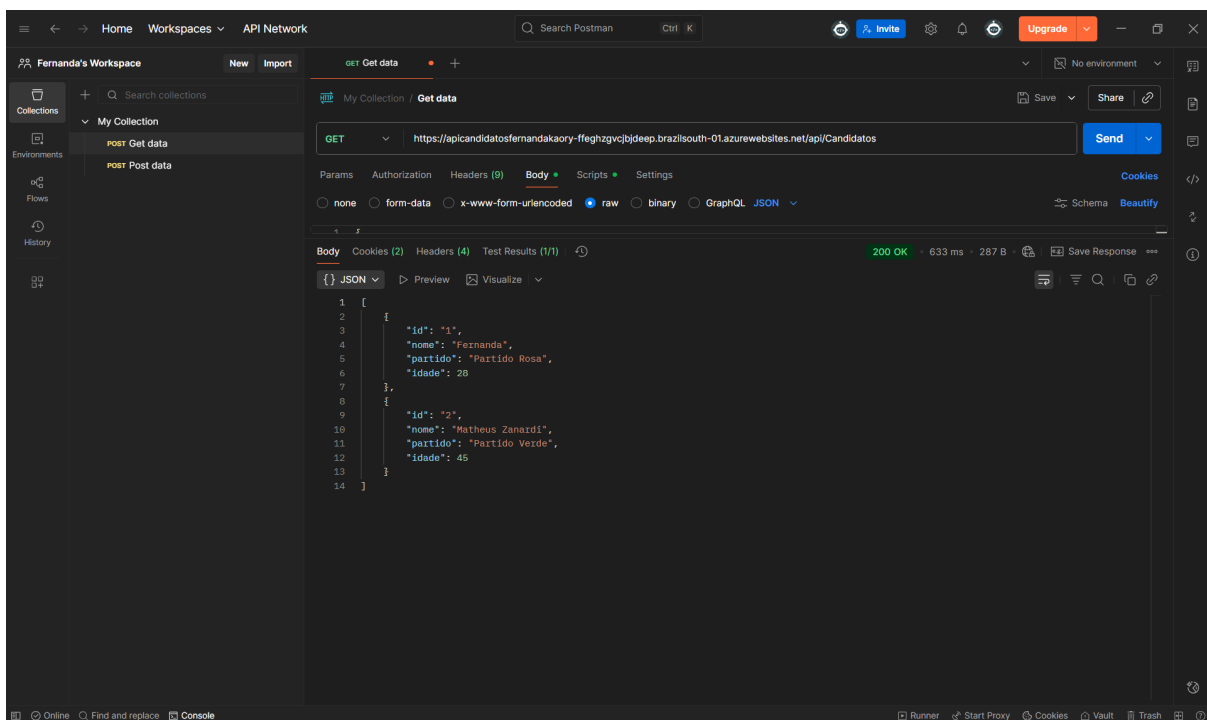 Home Workspaces API Network Search Postman Ctrl K Invite Upgrade
Fernanda's Workspace New Import GET Get data No environment
Collections Search collections My Collection / Get data Save Share
My Collection
POST Get data GET https://apicandidatosfernandakaory-ffeghzgvcjbjdeep.brazilsouth-01.azurewebsites.net/api/Candidatos Send
Environments
POST Post data
Params Authorization Headers (9) Body Scripts Settings Cookies
Flows
none form-data x-www-form-urlencoded raw binary GraphQL JSON Schema Beautify
History
Body Cookies (2) Headers (4) Test Results (1/1) 200 OK 633 ms 287 B Save Response
{} JSON Preview Visualize
1 [
2 {
3 "id": "1",
4 "nome": "Fernanda",
5 "partido": "Partido Rosa",
6 "idade": 28
7 },
8 {
9 "id": "2",
10 "nome": "Matheus Zanardi",
11 "partido": "Partido Verde",
12 "idade": 45
13 }
14 ]
Online Find and replace Console Runner Start Proxy Cookies Vault Trash